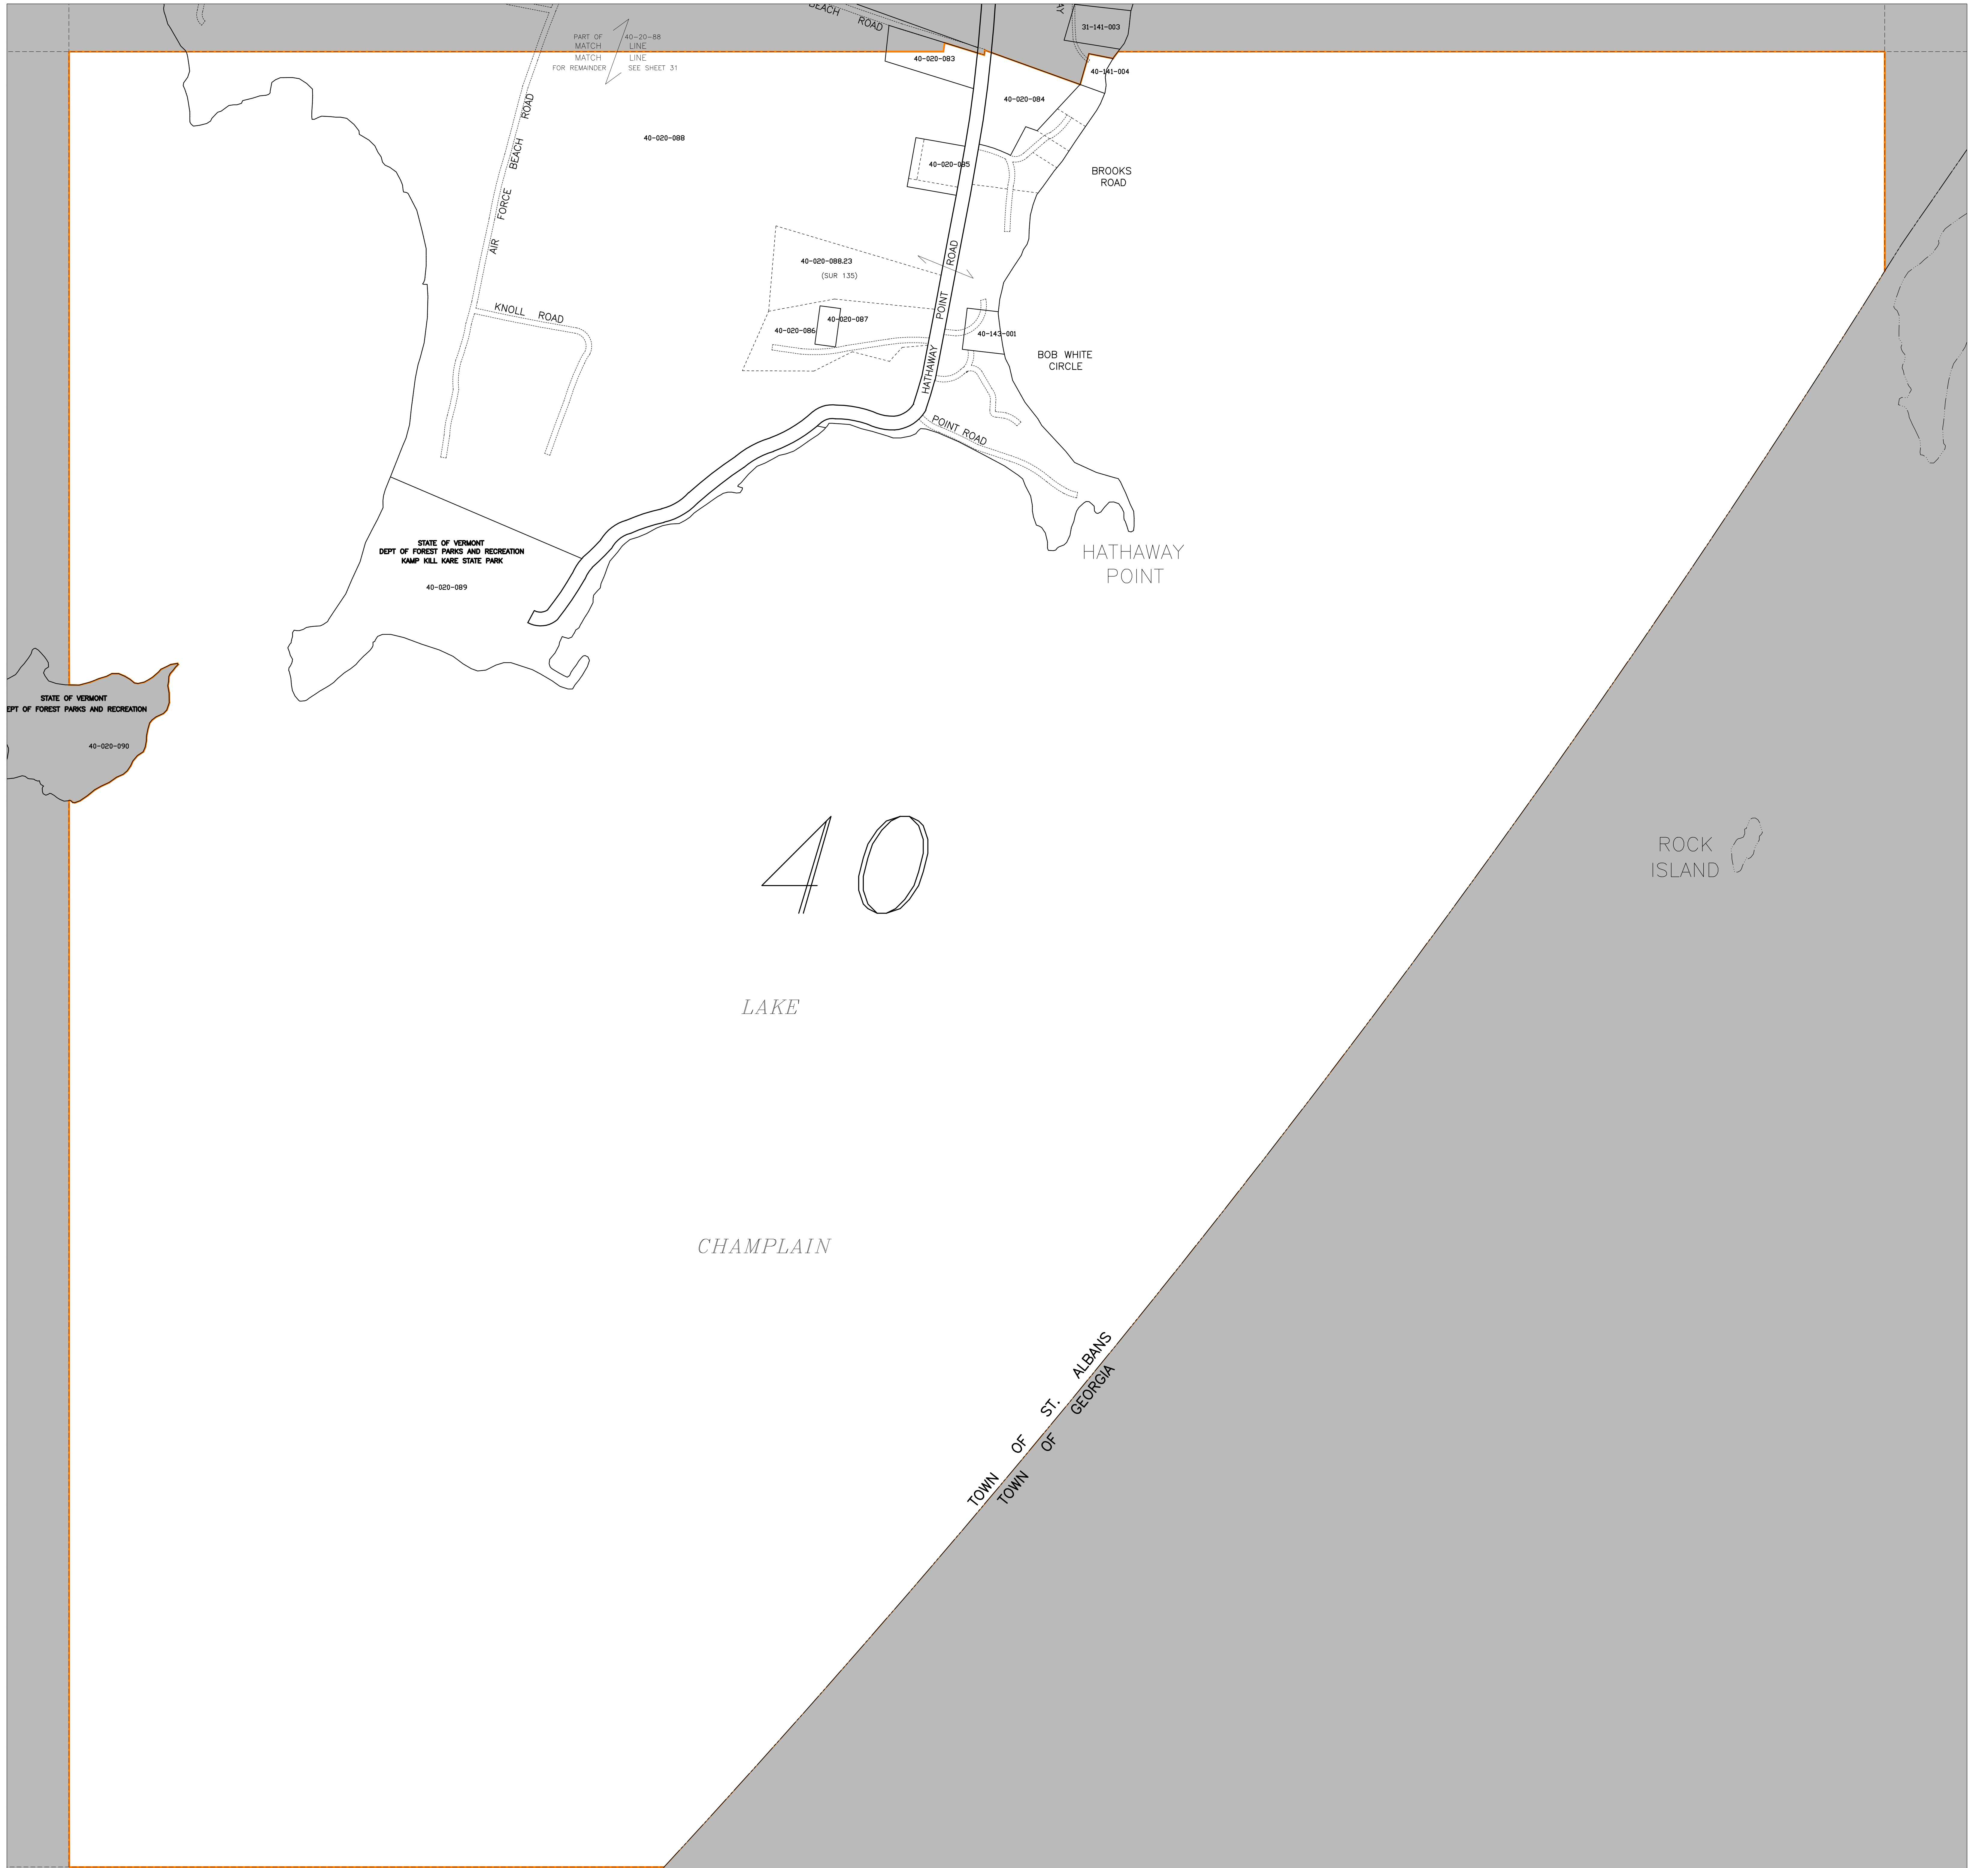 BEACH ROAD
31-141-003
PART OF 40-20-88
MATCH LINE
MATCH LINE
FOR REMAINDER SEE SHEET 31
40-020-083
40-141-004
40-020-084
40-020-088
AIR FORCE BEACH ROAD
40-020-085
BROOKS
ROAD
40-020-088.23
(SUR 135)
HATHAWAY POINT ROAD
KNOLL ROAD
40-020-086
40-020-087
40-143-001
BOB WHITE
CIRCLE
POINT ROAD
STATE OF VERMONT
DEPT OF FOREST PARKS AND RECREATION
KAMP KILL KARE STATE PARK
40-020-089
HATHAWAY
POINT
STATE OF VERMONT
EPT OF FOREST PARKS AND RECREATION
40-020-090
40
ROCK
ISLAND
LAKE
CHAMPLAIN
TOWN OF ST. ALBANS
TOWN OF GEORGIA